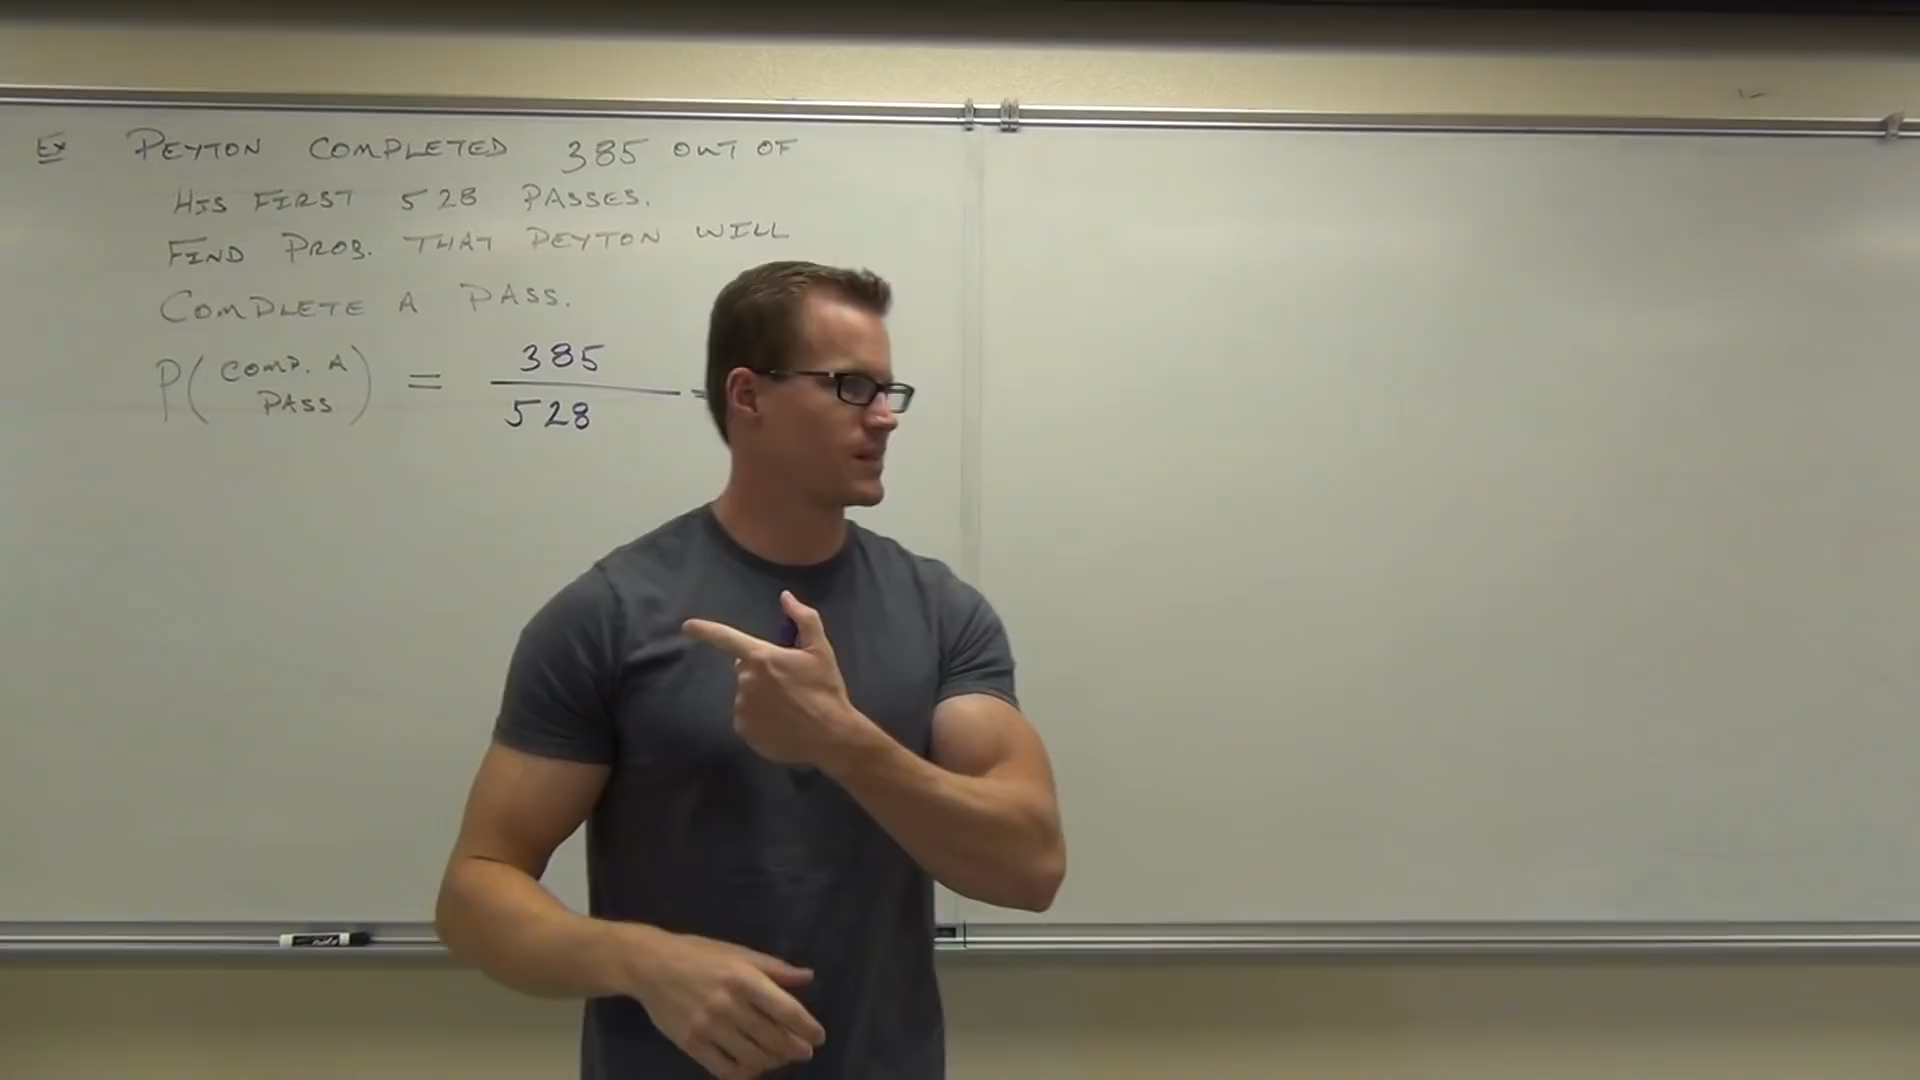 Ex PEYTON COMPLETED 385 OUT OF
HIS FIRST 528 PASSES.
FIND PROB. THAT PEYTON WILL
COMPLETE A PASS.
P( COMP. A PASS ) = 385 / 528 =